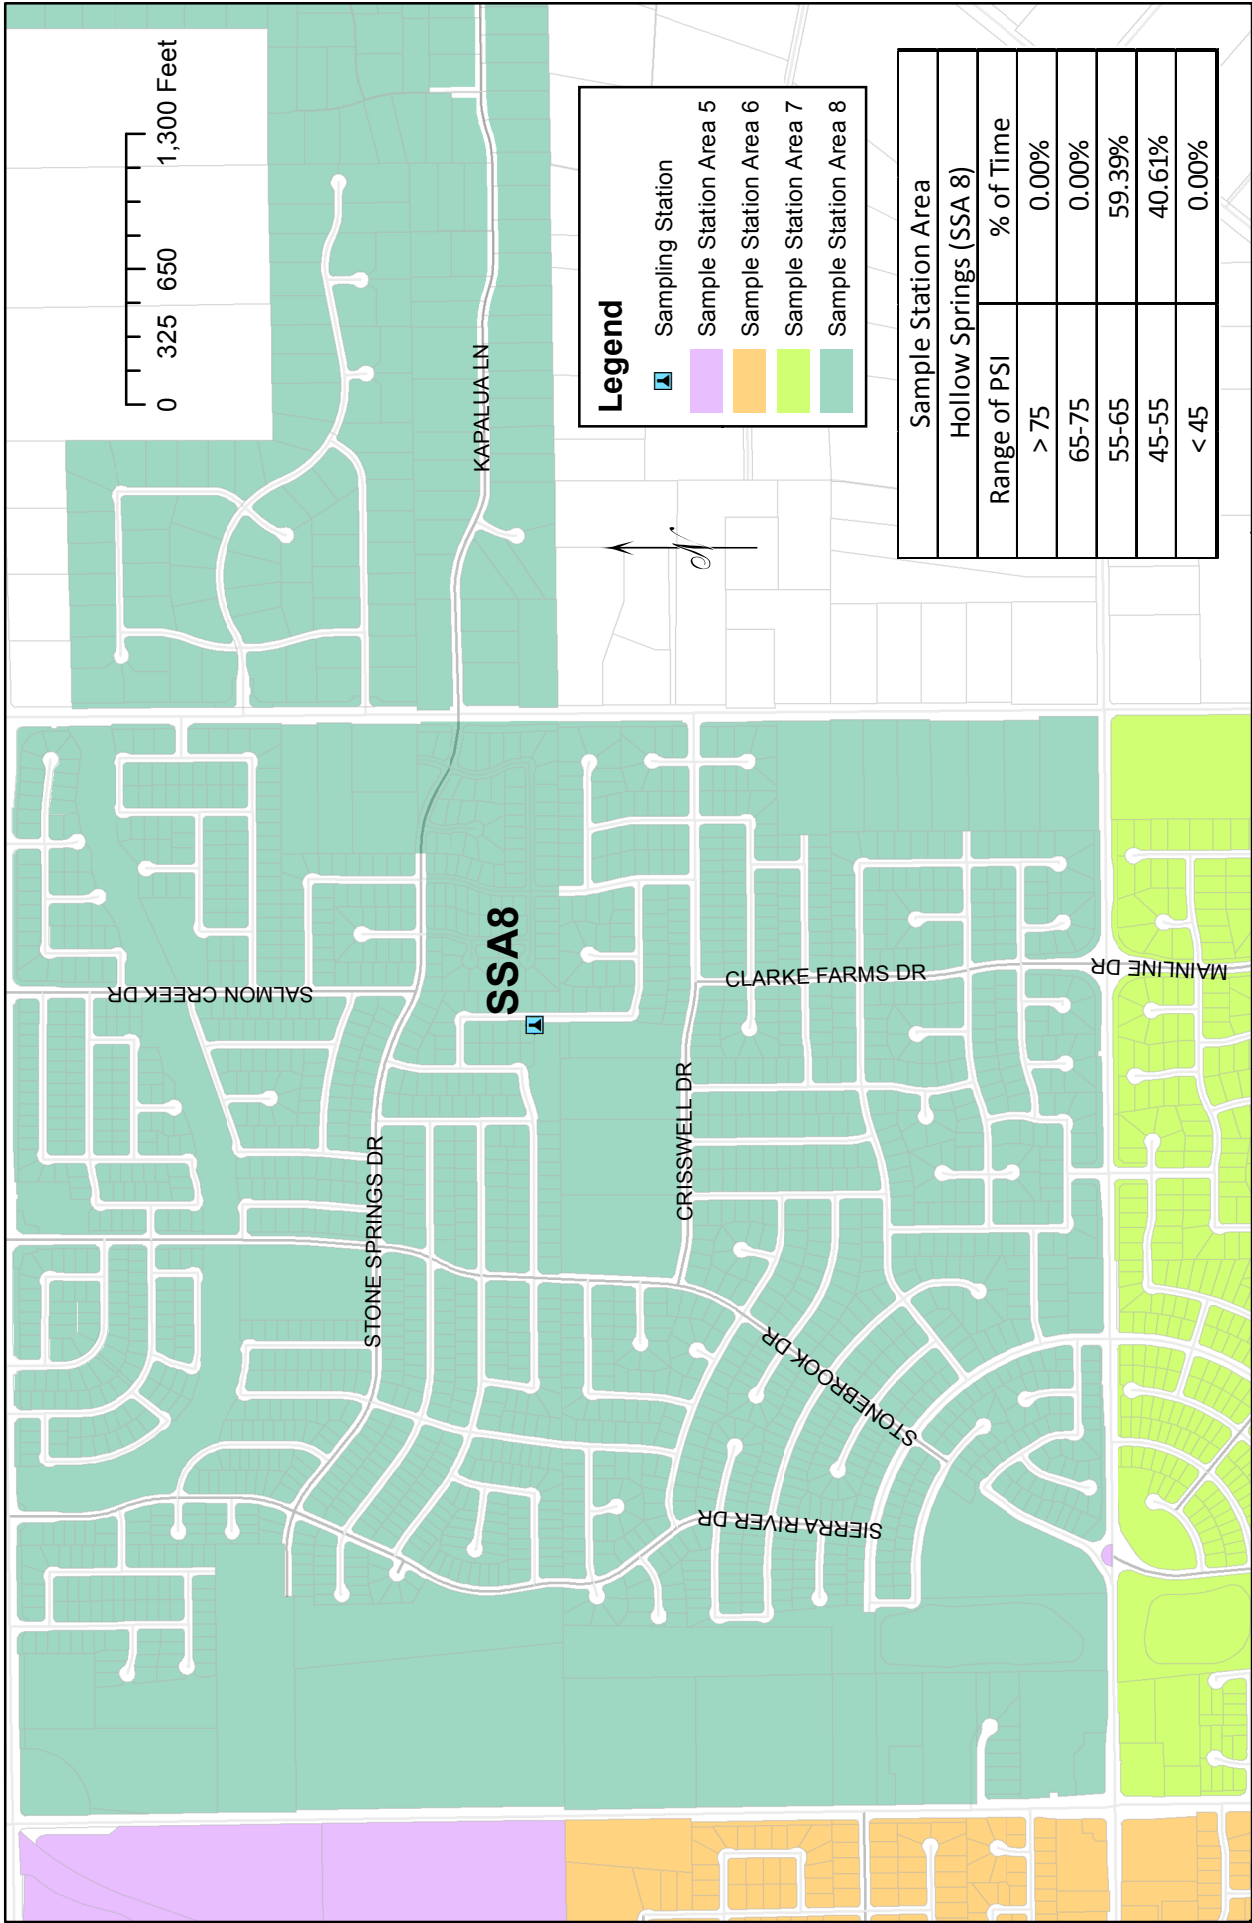 0 325 650 1,300 Feet
KAPALUA LN
SALMON CREEK DR
STONE SPRINGS DR
SSA8
CRISSWELL DR
CLARKE FARMS DR
MAINLINE DR
STONEBROOK DR
SIERRA RIVER DR
N
Legend
Sampling Station
Sample Station Area 5
Sample Station Area 6
Sample Station Area 7
Sample Station Area 8
Sample Station Area
Hollow Springs (SSA 8)
Range of PSI % of Time
> 75 0.00%
65-75 0.00%
55-65 59.39%
45-55 40.61%
< 45 0.00%